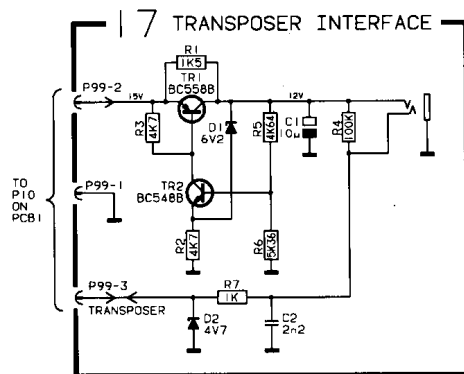 17 TRANSPOSER INTERFACE
R1
1K5
TR1
BC558B
P99-2
15V
12V
R3
4K7
D1
6V2
R5
4K64
C1
10µ
R4
100K
TO
P10
ON
PCB1
P99-1
TR2
BC548B
R2
4K7
R6
5K36
P99-3
TRANSPOSER
R7
1K
D2
4V7
C2
2n2